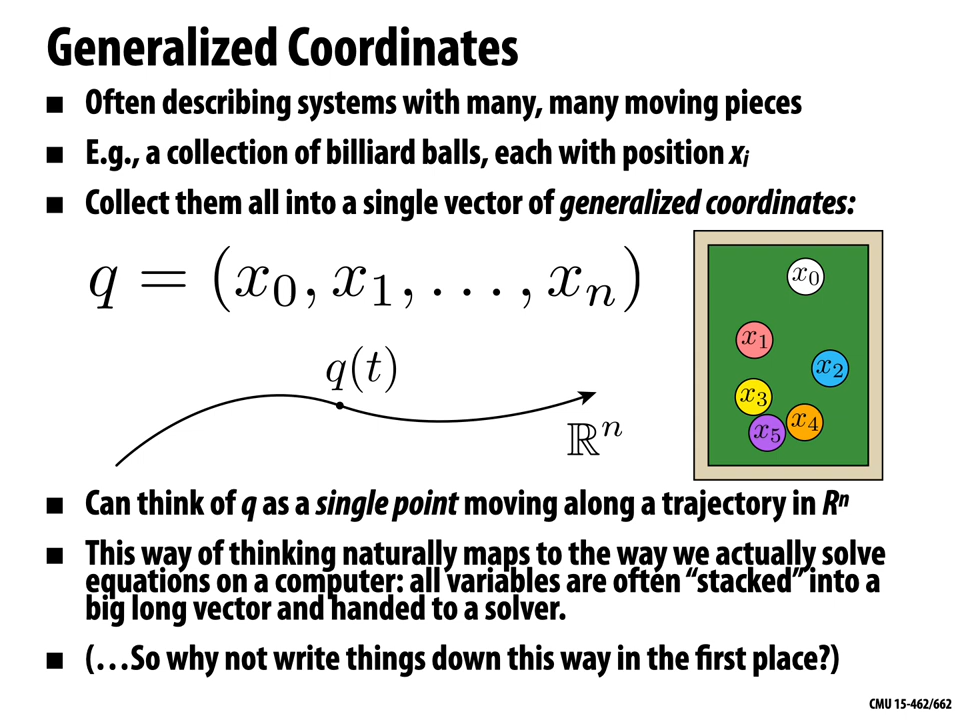 Generalized Coordinates
■ Often describing systems with many, many moving pieces
■ E.g., a collection of billiard balls, each with position xᵢ
■ Collect them all into a single vector of generalized coordinates:
q = (x₀, x₁, . . . , xₙ)
x₀
x₁
x₂
x₃
x₄
x₅
q(t)
ℝⁿ
■ Can think of q as a single point moving along a trajectory in Rⁿ
■ This way of thinking naturally maps to the way we actually solve
equations on a computer: all variables are often “stacked” into a
big long vector and handed to a solver.
■ (…So why not write things down this way in the first place?)
CMU 15-462/662